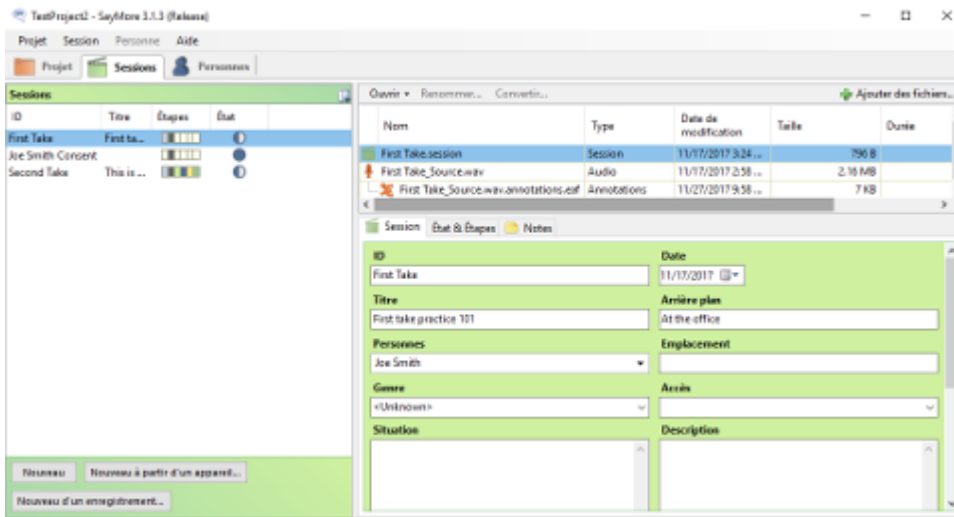 TestProject2 - SayMore 3.1.3 (Release)
Projet Session Personne Aide
Projet Sessions Personnes
Sessions
ID Titre Étapes État
First Take First ta...
Joe Smith Consent
Second Take This is ...
Nouveau Nouveau à partir d'un appareil...
Nouveau d'un enregistrement...
Ouvrir Renommer... Convertir... Ajouter des fichiers...
Nom Type Date de modification Taille Durée
First Take.session Session 11/17/2017 3:24 ... 796 B
First Take_Source.wav Audio 11/17/2017 2:58 ... 2.16 MB
First Take_Source.wav.annotations.eaf Annotations 11/27/2017 9:58 ... 7 KB
Session État & Étapes Notes
ID Date
First Take 11/17/2017
Titre Arrière plan
First take practice 101 At the office
Personnes Emplacement
Joe Smith
Genre Accès
<Unknown>
Situation Description